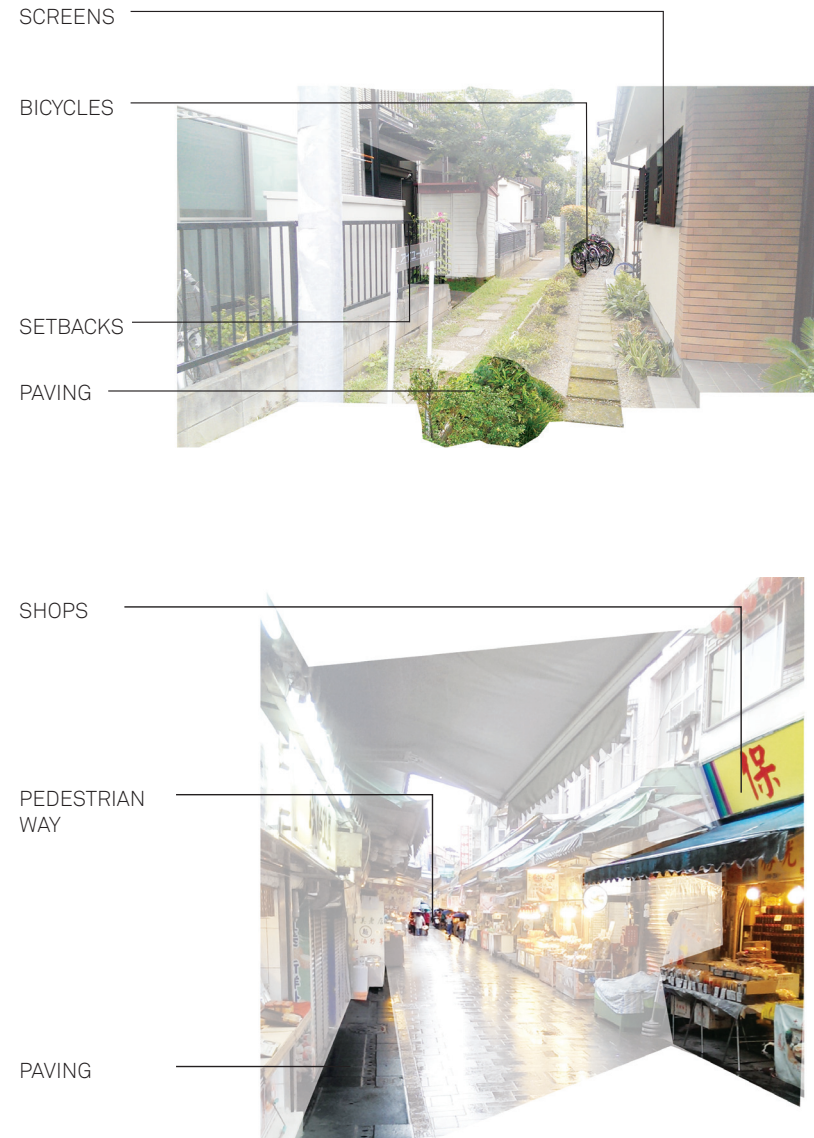 SCREENS
BICYCLES
SETBACKS
PAVING
SHOPS
保
PEDESTRIAN
WAY
PAVING